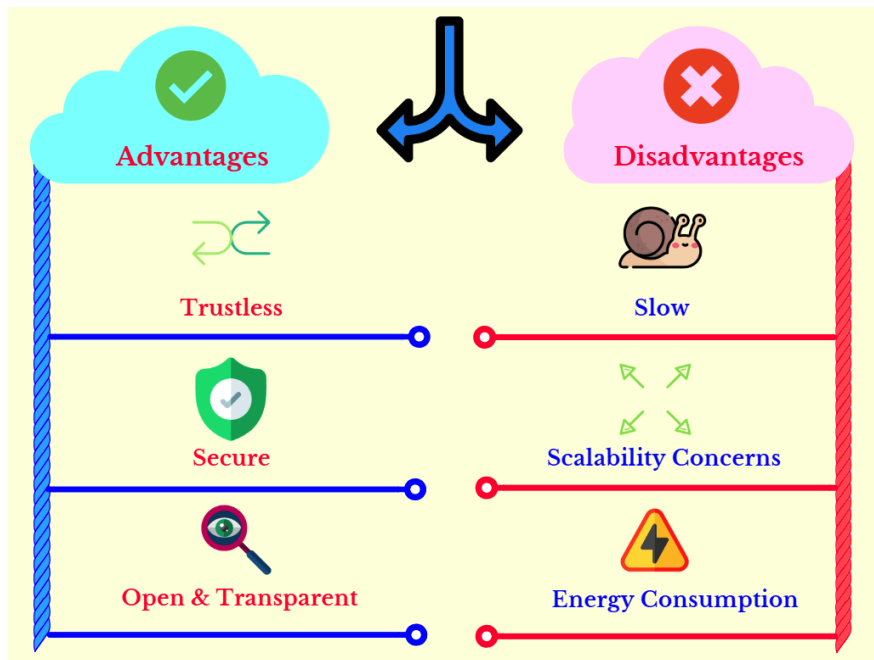 Advantages
Disadvantages
Trustless
Slow
Secure
Scalability Concerns
Open & Transparent
Energy Consumption